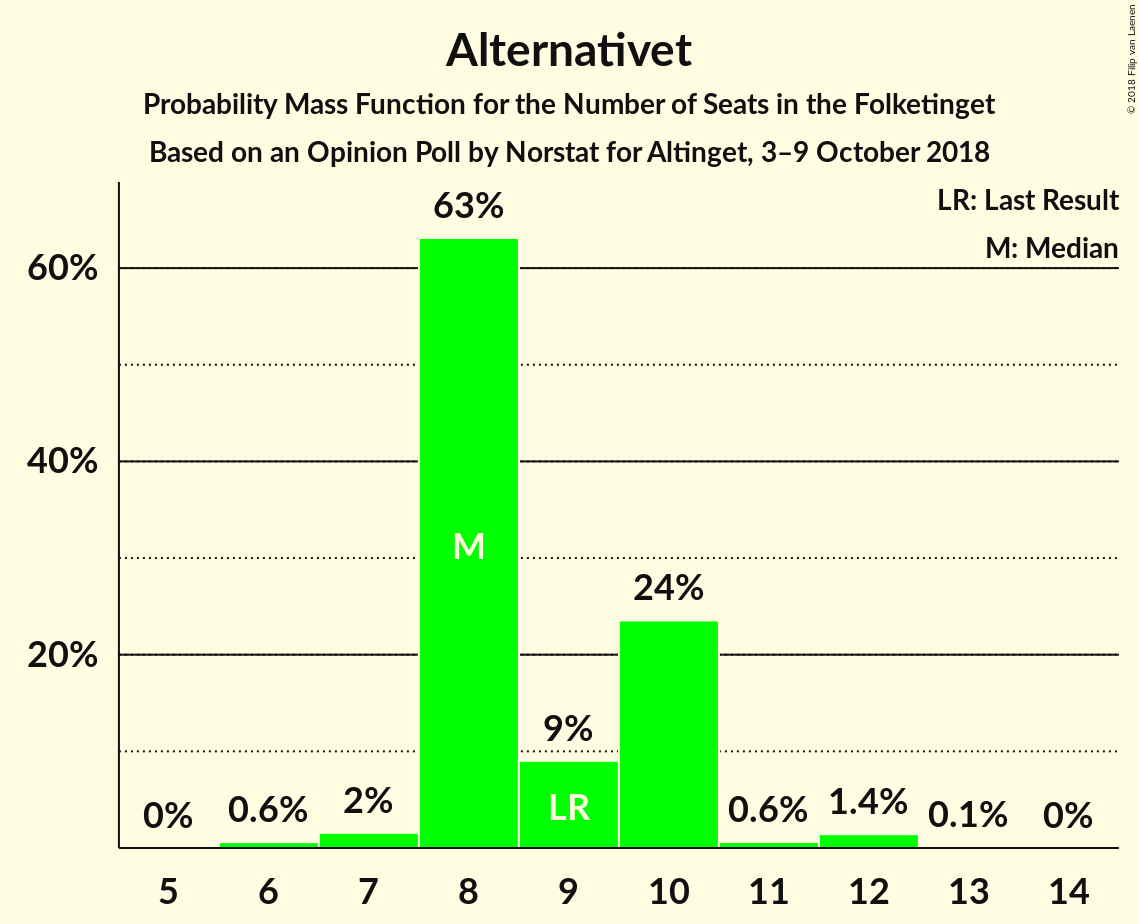 Alternativet
Probability Mass Function for the Number of Seats in the Folketinget
Based on an Opinion Poll by Norstat for Altinget, 3–9 October 2018
© 2018 Filip van Laenen
LR: Last Result
M: Median
60%
40%
20%
0%
0.6%
2%
63%
M
9%
LR
24%
0.6%
1.4%
0.1%
0%
5 6 7 8 9 10 11 12 13 14